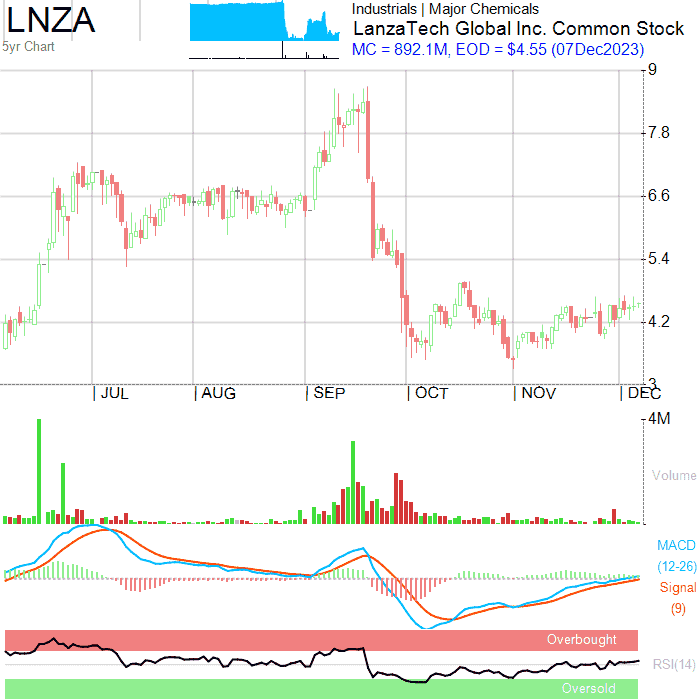 LNZA
5yr Chart
Industrials | Major Chemicals
LanzaTech Global Inc. Common Stock
MC = 892.1M, EOD = $4.55 (07Dec2023)
9
7.8
6.6
5.4
4.2
3
| JUL | AUG | SEP | OCT | NOV | DEC
4M
Volume
MACD
(12-26)
Signal
(9)
Overbought
RSI(14)
Oversold